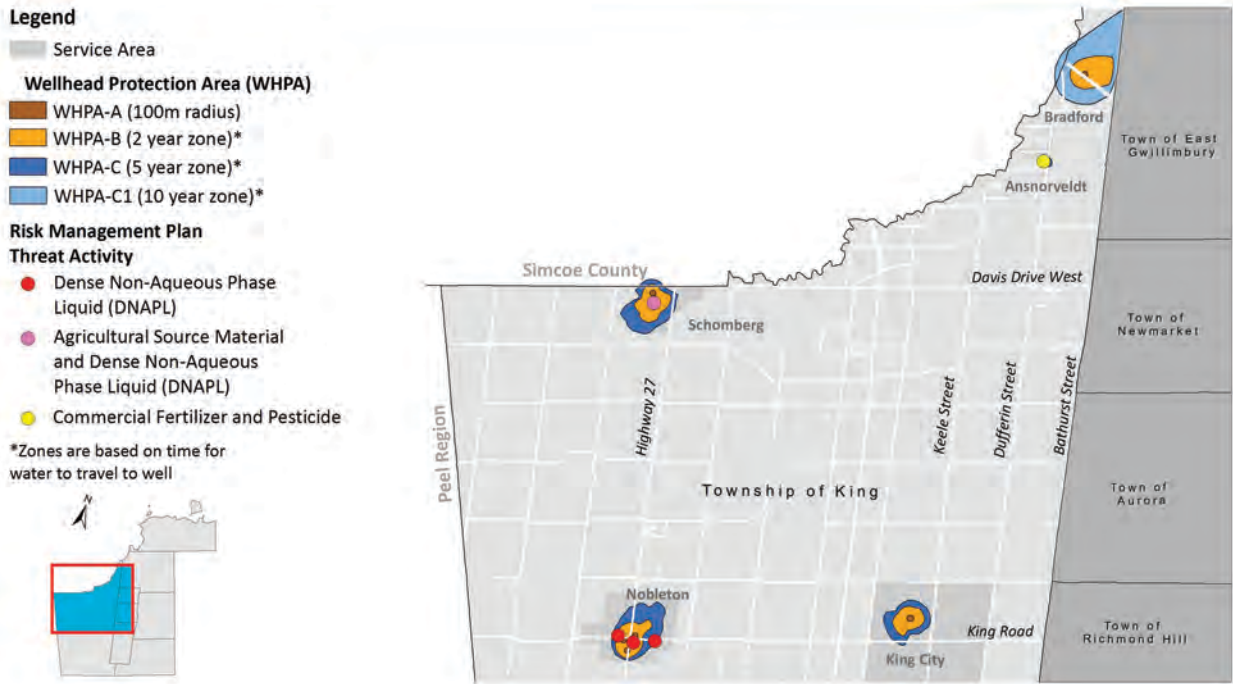 Legend
Service Area
Wellhead Protection Area (WHPA)
WHPA-A (100m radius)
WHPA-B (2 year zone)*
WHPA-C (5 year zone)*
WHPA-C1 (10 year zone)*
Risk Management Plan
Threat Activity
Dense Non-Aqueous Phase
Liquid (DNAPL)
Agricultural Source Material
and Dense Non-Aqueous
Phase Liquid (DNAPL)
Commercial Fertilizer and Pesticide
*Zones are based on time for
water to travel to well
N
Bradford
Town of East
Gwillimbury
Ansnorveldt
Simcoe County
Davis Drive West
Schomberg
Town of
Newmarket
Highway 27
Keele Street
Dufferin Street
Bathurst Street
Peel Region
Township of King
Town of
Aurora
Nobleton
King Road
Town of
Richmond Hill
King City